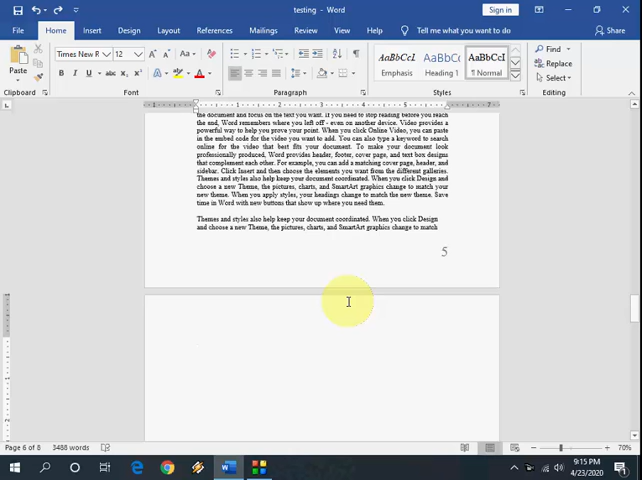 testing - Word
Sign in
File Home Insert Design Layout References Mailings Review View Help Tell me what you want to do Share
Paste
Times New R 12 A A Aa
B I U abc x₂ x² A A
AaBbCcI AaBbCc AaBbCcI
Emphasis Heading 1 ¶ Normal
Find
Replace
Select
Clipboard Font Paragraph Styles Editing
the document and focus on the text you want. If you need to stop reading before you reach
the end, Word remembers where you left off - even on another device. Video provides a
powerful way to help you prove your point. When you click Online Video, you can paste
in the embed code for the video you want to add. You can also type a keyword to search
online for the video that best fits your document. To make your document look
professionally produced, Word provides header, footer, cover page, and text box designs
that complement each other. For example, you can add a matching cover page, header, and
sidebar. Click Insert and then choose the elements you want from the different galleries.
Themes and styles also help keep your document coordinated. When you click Design and
choose a new Theme, the pictures, charts, and SmartArt graphics change to match your
new theme. When you apply styles, your headings change to match the new theme. Save
time in Word with new buttons that show up where you need them.
Themes and styles also help keep your document coordinated. When you click Design
and choose a new Theme, the pictures, charts, and SmartArt graphics change to match
5
Page 6 of 8 3488 words 70%
9:15 PM
4/23/2020